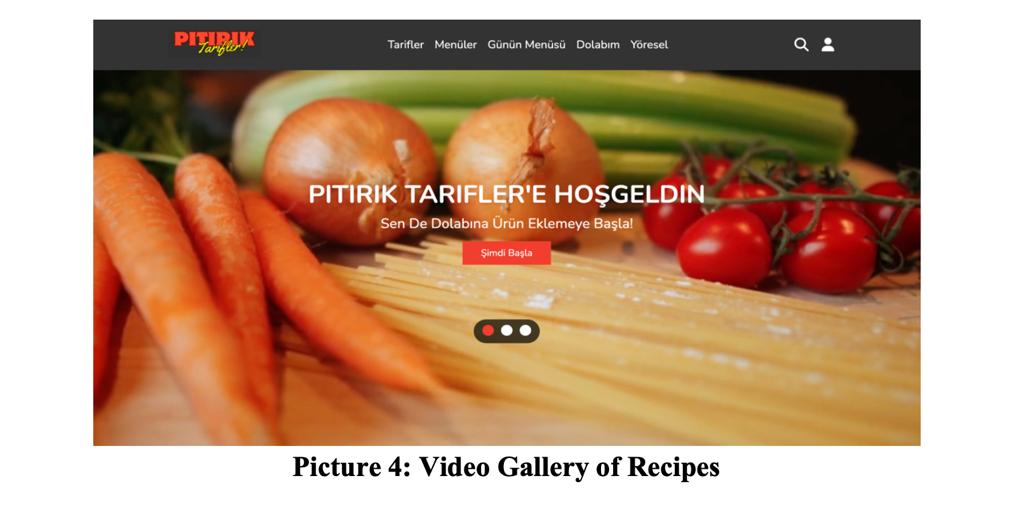 PITIRIK
Tarifler!
Tarifler Menüler Günün Menüsü Dolabım Yöresel
PITIRIK TARIFLER'E HOŞGELDIN
Sen De Dolabına Ürün Eklemeye Başla!
Şimdi Başla
Picture 4: Video Gallery of Recipes